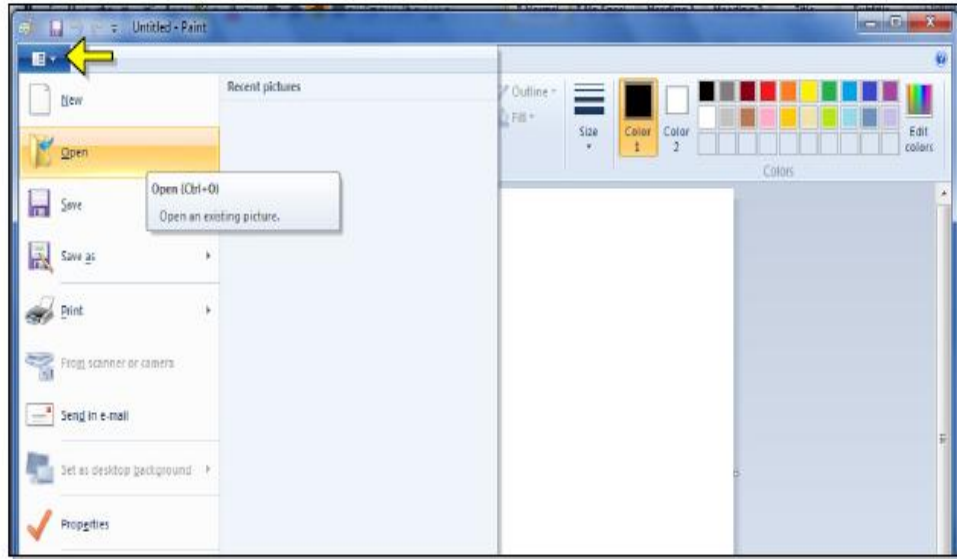 Untitled - Paint
Recent pictures
New
Open
Open (Ctrl+O)
Open an existing picture.
Save
Save as
Print
From scanner or camera
Send in e-mail
Set as desktop background
Properties
Outline
Fill
Size
Color
1
Color
2
Edit
colors
Colors